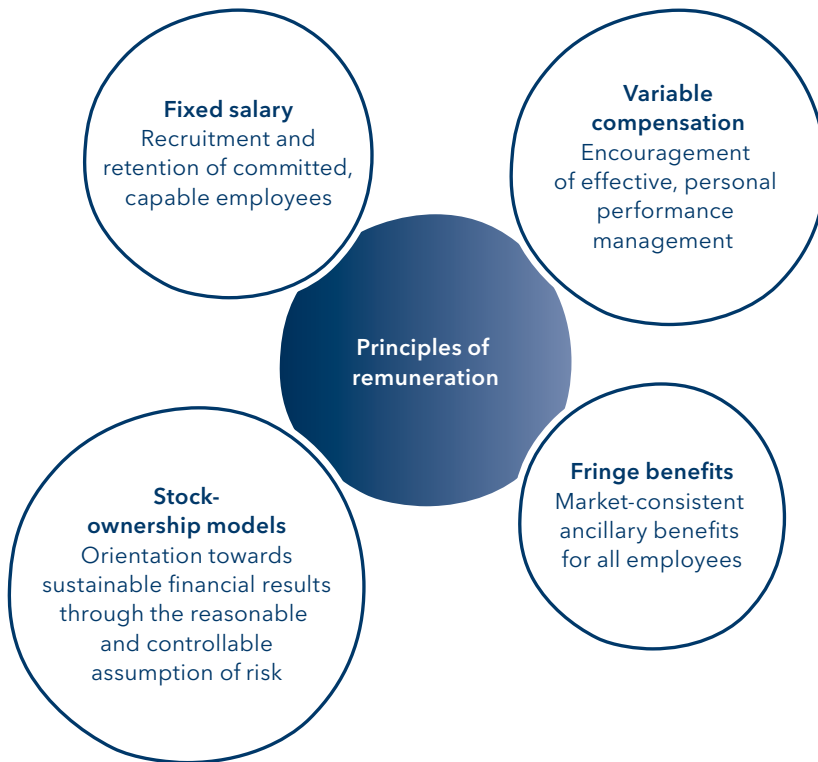 Fixed salary
Recruitment and
retention of committed,
capable employees
Variable
compensation
Encouragement
of effective, personal
performance
management
Principles of
remuneration
Stock-
ownership models
Orientation towards
sustainable financial results
through the reasonable
and controllable
assumption of risk
Fringe benefits
Market-consistent
ancillary benefits
for all employees